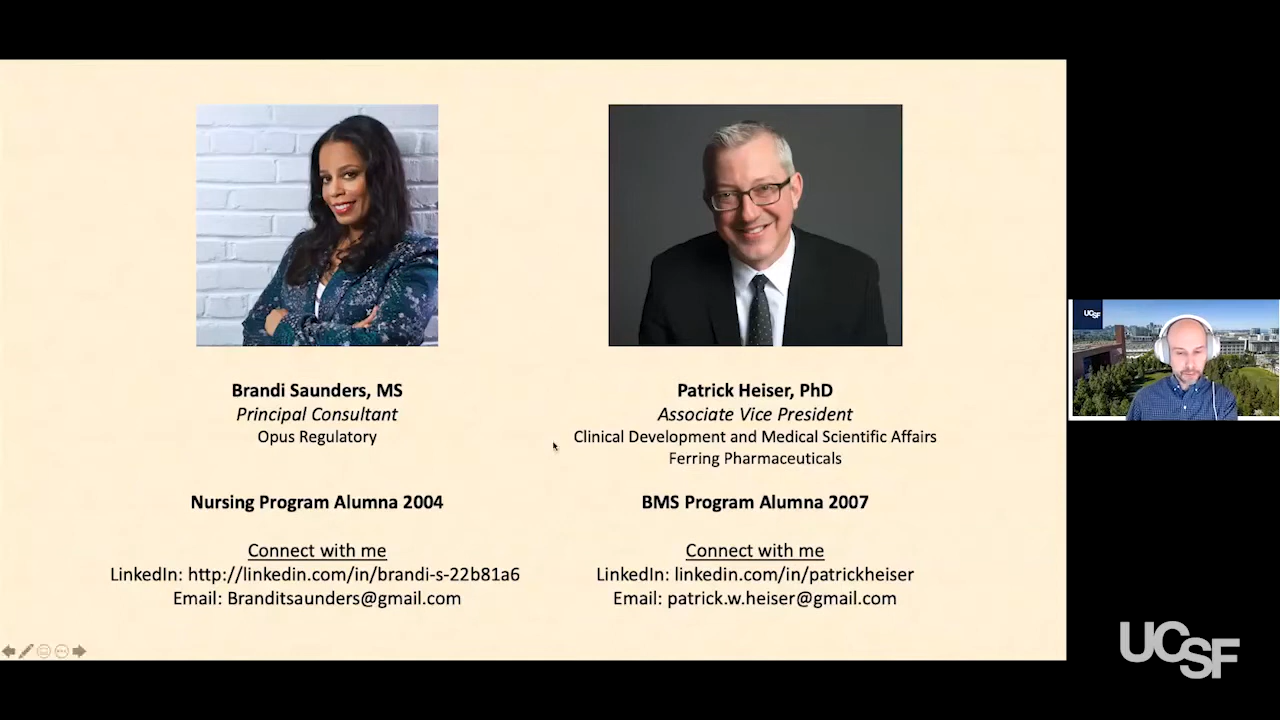 Brandi Saunders, MS
Principal Consultant
Opus Regulatory
Nursing Program Alumna 2004
Connect with me
LinkedIn: http://linkedin.com/in/brandi-s-22b81a6
Email: Branditsaunders@gmail.com
Patrick Heiser, PhD
Associate Vice President
Clinical Development and Medical Scientific Affairs
Ferring Pharmaceuticals
BMS Program Alumna 2007
Connect with me
LinkedIn: linkedin.com/in/patrickheiser
Email: patrick.w.heiser@gmail.com
UCSF
UCSF